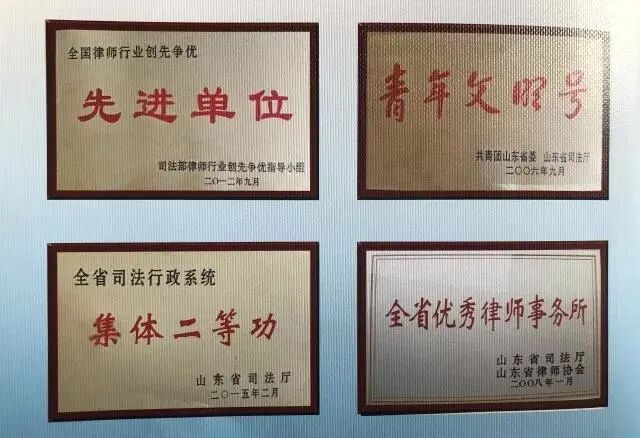 全国律师行业创先争优
先进单位
司法部律师行业创先争优指导小组
二〇一二年九月
青年文明号
共青团山东省委 山东省司法厅
二〇〇六年九月
全省司法行政系统
集体二等功
山东省司法厅
二〇一五年二月
全省优秀律师事务所
山东省司法厅
山东省律师协会
二〇〇八年一月